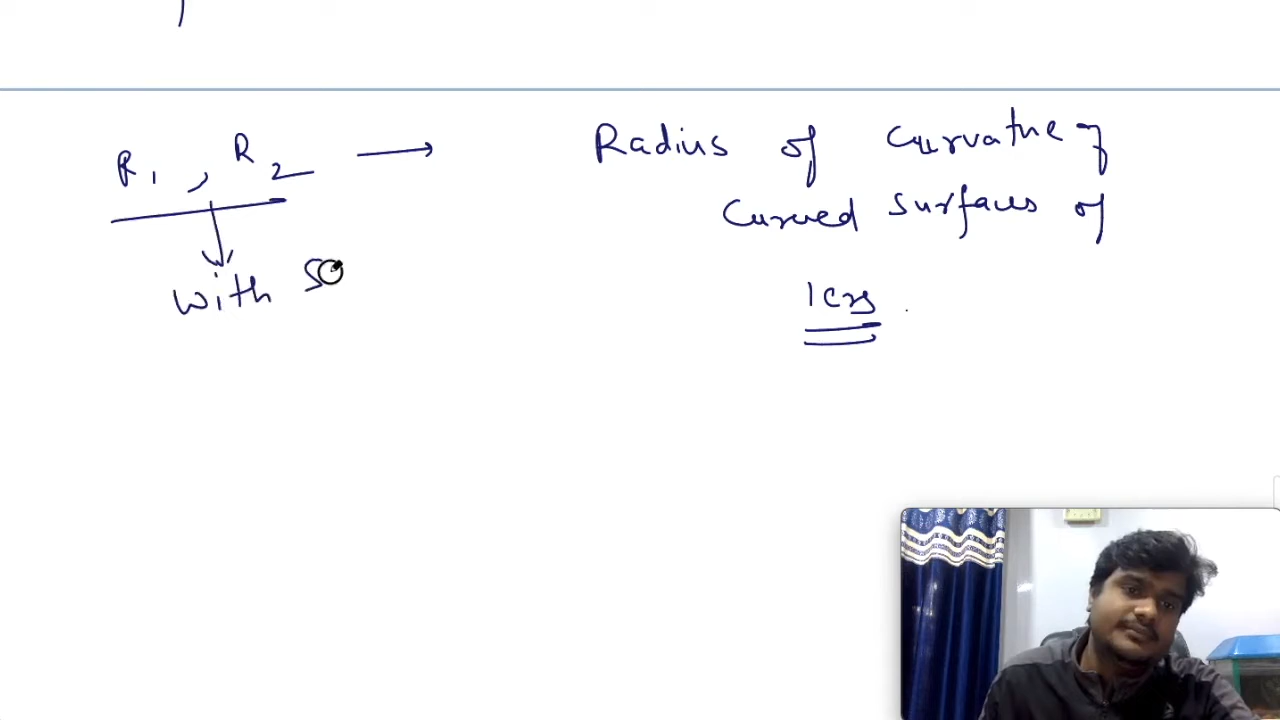 R1 , R2 → Radius of Curvature of
Curved Surfaces of
lens
With S